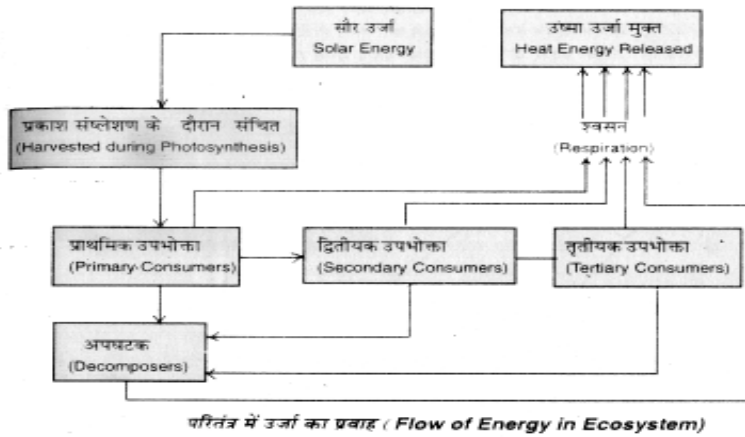 सौर उर्जा
Solar Energy
उष्मा उर्जा मुक्त
Heat Energy Released
प्रकाश संष्लेशण के दौरान संचित
(Harvested during Photosynthesis)
श्वसन
(Respiration)
प्राथमिक उपभोक्ता
(Primary Consumers)
द्वितीयक उपभोक्ता
(Secondary Consumers)
तृतीयक उपभोक्ता
(Tertiary Consumers)
अपघटक
(Decomposers)
परितंत्र में उर्जा का प्रवाह ( Flow of Energy in Ecosystem)